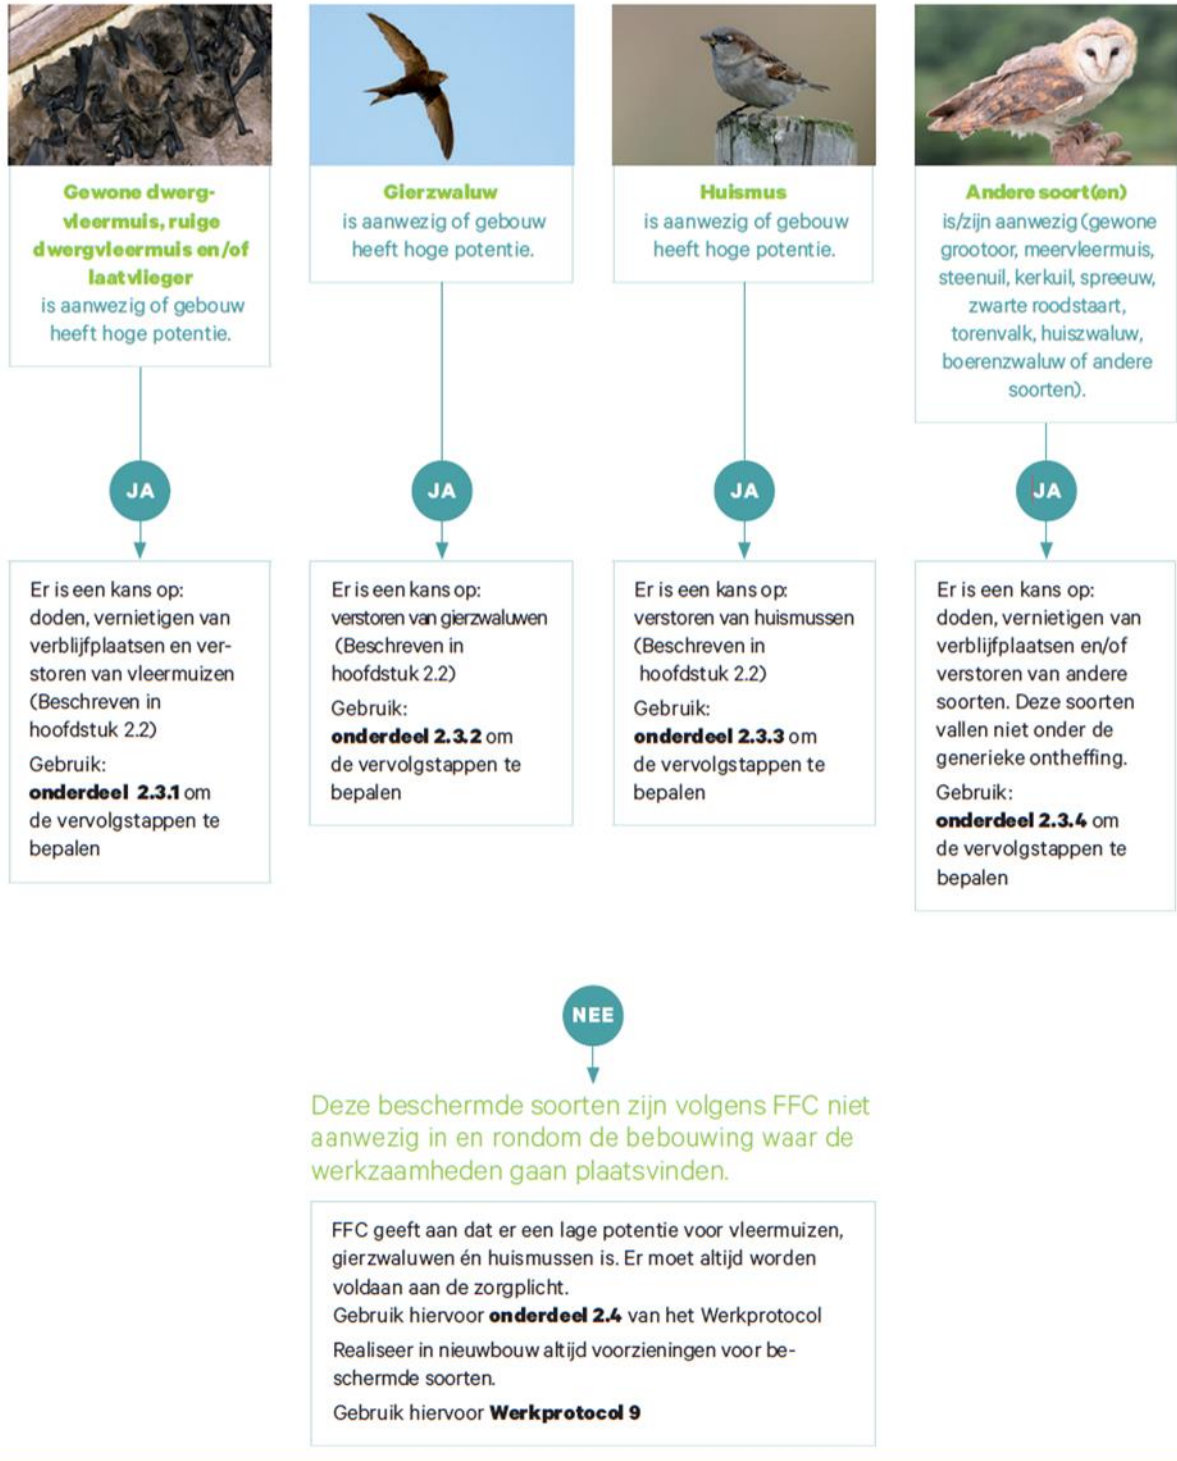 Gewone dwerg-
vleermuis, ruige
dwergvleermuis en/of
laatvlieger
is aanwezig of gebouw
heeft hoge potentie.
JA
Er is een kans op:
doden, vernietigen van
verblijfplaatsen en ver-
storen van vleermuizen
(Beschreven in
hoofdstuk 2.2)
Gebruik:
onderdeel 2.3.1 om
de vervolgstappen te
bepalen
Gierzwaluw
is aanwezig of gebouw
heeft hoge potentie.
JA
Er is een kans op:
verstoren van gierzwaluwen
(Beschreven in
hoofdstuk 2.2)
Gebruik:
onderdeel 2.3.2 om
de vervolgstappen te
bepalen
Huismus
is aanwezig of gebouw
heeft hoge potentie.
JA
Er is een kans op:
verstoren van huismussen
(Beschreven in
hoofdstuk 2.2)
Gebruik:
onderdeel 2.3.3 om
de vervolgstappen te
bepalen
Andere soort(en)
is/zijn aanwezig (gewone
grootoor, meervleermuis,
steenuil, kerkuil, spreeuw,
zwarte roodstaart,
torenvalk, huiszwaluw,
boerenzwaluw of andere
soorten).
JA
Er is een kans op:
doden, vernietigen van
verblijfplaatsen en/of
verstoren van andere
soorten. Deze soorten
vallen niet onder de
generieke ontheffing.
Gebruik:
onderdeel 2.3.4 om
de vervolgstappen te
bepalen
NEE
Deze beschermde soorten zijn volgens FFC niet
aanwezig in en rondom de bebouwing waar de
werkzaamheden gaan plaatsvinden.
FFC geeft aan dat er een lage potentie voor vleermuizen,
gierzwaluwen én huismussen is. Er moet altijd worden
voldaan aan de zorgplicht.
Gebruik hiervoor onderdeel 2.4 van het Werkprotocol
Realiseer in nieuwbouw altijd voorzieningen voor be-
schermde soorten.
Gebruik hiervoor Werkprotocol 9